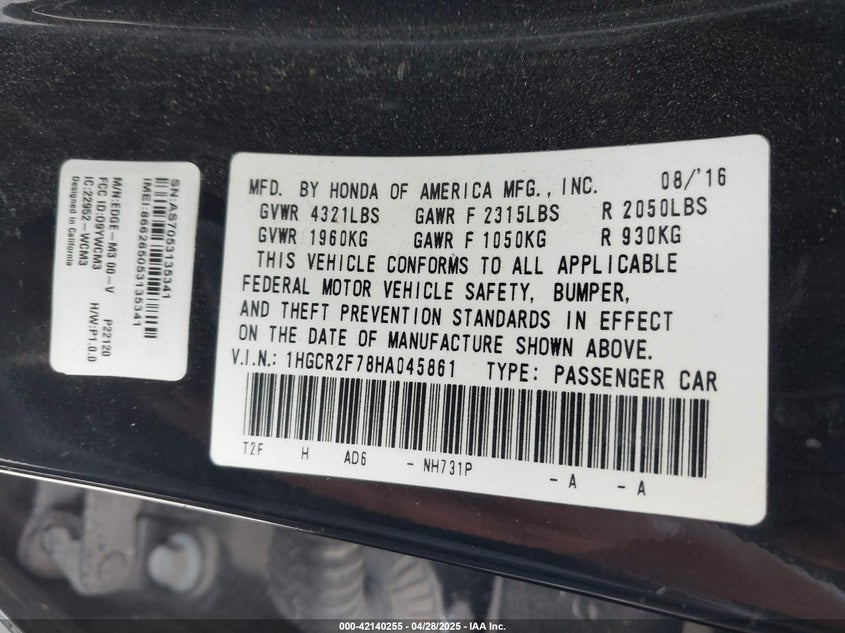 SN:AS7053135341
IMEI:866265053135341
M/N:EDGE-M3 00-V P22120
FCC ID:O9YWCM3
IC:22952-WCM3 H/W:P1.0.0
Designed in California
MFD. BY HONDA OF AMERICA MFG., INC. 08/'16
GVWR 4321LBS GAWR F 2315LBS R 2050LBS
GVWR 1960KG GAWR F 1050KG R 930KG
THIS VEHICLE CONFORMS TO ALL APPLICABLE
FEDERAL MOTOR VEHICLE SAFETY, BUMPER,
AND THEFT PREVENTION STANDARDS IN EFFECT
ON THE DATE OF MANUFACTURE SHOWN ABOVE.
V.I.N.: 1HGCR2F78HA045861 TYPE: PASSENGER CAR
T2F H AD6 - NH731P - A - A
000-42140255 | 04/28/2025 | IAA Inc.